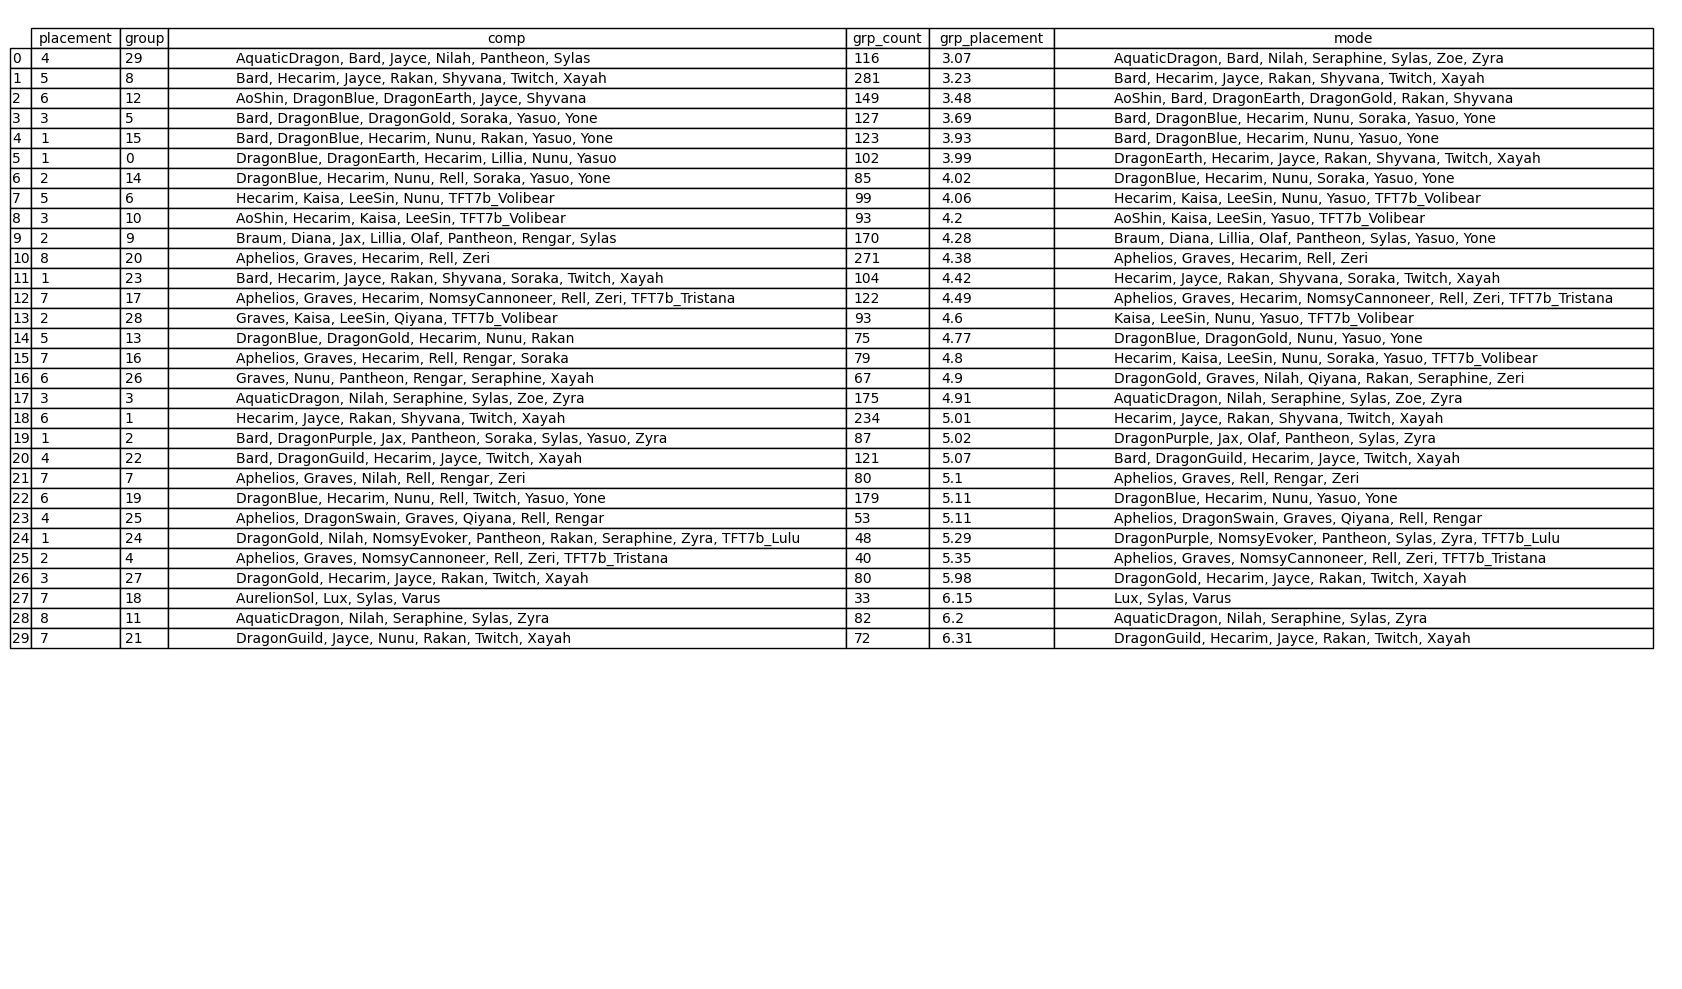 placement group comp grp_count grp_placement mode
0 4 29 AquaticDragon, Bard, Jayce, Nilah, Pantheon, Sylas 116 3.07 AquaticDragon, Bard, Nilah, Seraphine, Sylas, Zoe, Zyra
1 5 8 Bard, Hecarim, Jayce, Rakan, Shyvana, Twitch, Xayah 281 3.23 Bard, Hecarim, Jayce, Rakan, Shyvana, Twitch, Xayah
2 6 12 AoShin, DragonBlue, DragonEarth, Jayce, Shyvana 149 3.48 AoShin, Bard, DragonEarth, DragonGold, Rakan, Shyvana
3 3 5 Bard, DragonBlue, DragonGold, Soraka, Yasuo, Yone 127 3.69 Bard, DragonBlue, Hecarim, Nunu, Soraka, Yasuo, Yone
4 1 15 Bard, DragonBlue, Hecarim, Nunu, Rakan, Yasuo, Yone 123 3.93 Bard, DragonBlue, Hecarim, Nunu, Yasuo, Yone
5 1 0 DragonBlue, DragonEarth, Hecarim, Lillia, Nunu, Yasuo 102 3.99 DragonEarth, Hecarim, Jayce, Rakan, Shyvana, Twitch, Xayah
6 2 14 DragonBlue, Hecarim, Nunu, Rell, Soraka, Yasuo, Yone 85 4.02 DragonBlue, Hecarim, Nunu, Soraka, Yasuo, Yone
7 5 6 Hecarim, Kaisa, LeeSin, Nunu, TFT7b_Volibear 99 4.06 Hecarim, Kaisa, LeeSin, Nunu, Yasuo, TFT7b_Volibear
8 3 10 AoShin, Hecarim, Kaisa, LeeSin, TFT7b_Volibear 93 4.2 AoShin, Kaisa, LeeSin, Yasuo, TFT7b_Volibear
9 2 9 Braum, Diana, Jax, Lillia, Olaf, Pantheon, Rengar, Sylas 170 4.28 Braum, Diana, Lillia, Olaf, Pantheon, Sylas, Yasuo, Yone
10 8 20 Aphelios, Graves, Hecarim, Rell, Zeri 271 4.38 Aphelios, Graves, Hecarim, Rell, Zeri
11 1 23 Bard, Hecarim, Jayce, Rakan, Shyvana, Soraka, Twitch, Xayah 104 4.42 Hecarim, Jayce, Rakan, Shyvana, Soraka, Twitch, Xayah
12 7 17 Aphelios, Graves, Hecarim, NomsyCannoneer, Rell, Zeri, TFT7b_Tristana 122 4.49 Aphelios, Graves, Hecarim, NomsyCannoneer, Rell, Zeri, TFT7b_Tristana
13 2 28 Graves, Kaisa, LeeSin, Qiyana, TFT7b_Volibear 93 4.6 Kaisa, LeeSin, Nunu, Yasuo, TFT7b_Volibear
14 5 13 DragonBlue, DragonGold, Hecarim, Nunu, Rakan 75 4.77 DragonBlue, DragonGold, Nunu, Yasuo, Yone
15 7 16 Aphelios, Graves, Hecarim, Rell, Rengar, Soraka 79 4.8 Hecarim, Kaisa, LeeSin, Nunu, Soraka, Yasuo, TFT7b_Volibear
16 6 26 Graves, Nunu, Pantheon, Rengar, Seraphine, Xayah 67 4.9 DragonGold, Graves, Nilah, Qiyana, Rakan, Seraphine, Zeri
17 3 3 AquaticDragon, Nilah, Seraphine, Sylas, Zoe, Zyra 175 4.91 AquaticDragon, Nilah, Seraphine, Sylas, Zoe, Zyra
18 6 1 Hecarim, Jayce, Rakan, Shyvana, Twitch, Xayah 234 5.01 Hecarim, Jayce, Rakan, Shyvana, Twitch, Xayah
19 1 2 Bard, DragonPurple, Jax, Pantheon, Soraka, Sylas, Yasuo, Zyra 87 5.02 DragonPurple, Jax, Olaf, Pantheon, Sylas, Zyra
20 4 22 Bard, DragonGuild, Hecarim, Jayce, Twitch, Xayah 121 5.07 Bard, DragonGuild, Hecarim, Jayce, Twitch, Xayah
21 7 7 Aphelios, Graves, Nilah, Rell, Rengar, Zeri 80 5.1 Aphelios, Graves, Rell, Rengar, Zeri
22 6 19 DragonBlue, Hecarim, Nunu, Rell, Twitch, Yasuo, Yone 179 5.11 DragonBlue, Hecarim, Nunu, Yasuo, Yone
23 4 25 Aphelios, DragonSwain, Graves, Qiyana, Rell, Rengar 53 5.11 Aphelios, DragonSwain, Graves, Qiyana, Rell, Rengar
24 1 24 DragonGold, Nilah, NomsyEvoker, Pantheon, Rakan, Seraphine, Zyra, TFT7b_Lulu 48 5.29 DragonPurple, NomsyEvoker, Pantheon, Sylas, Zyra, TFT7b_Lulu
25 2 4 Aphelios, Graves, NomsyCannoneer, Rell, Zeri, TFT7b_Tristana 40 5.35 Aphelios, Graves, NomsyCannoneer, Rell, Zeri, TFT7b_Tristana
26 3 27 DragonGold, Hecarim, Jayce, Rakan, Twitch, Xayah 80 5.98 DragonGold, Hecarim, Jayce, Rakan, Twitch, Xayah
27 7 18 AurelionSol, Lux, Sylas, Varus 33 6.15 Lux, Sylas, Varus
28 8 11 AquaticDragon, Nilah, Seraphine, Sylas, Zyra 82 6.2 AquaticDragon, Nilah, Seraphine, Sylas, Zyra
29 7 21 DragonGuild, Jayce, Nunu, Rakan, Twitch, Xayah 72 6.31 DragonGuild, Hecarim, Jayce, Rakan, Twitch, Xayah